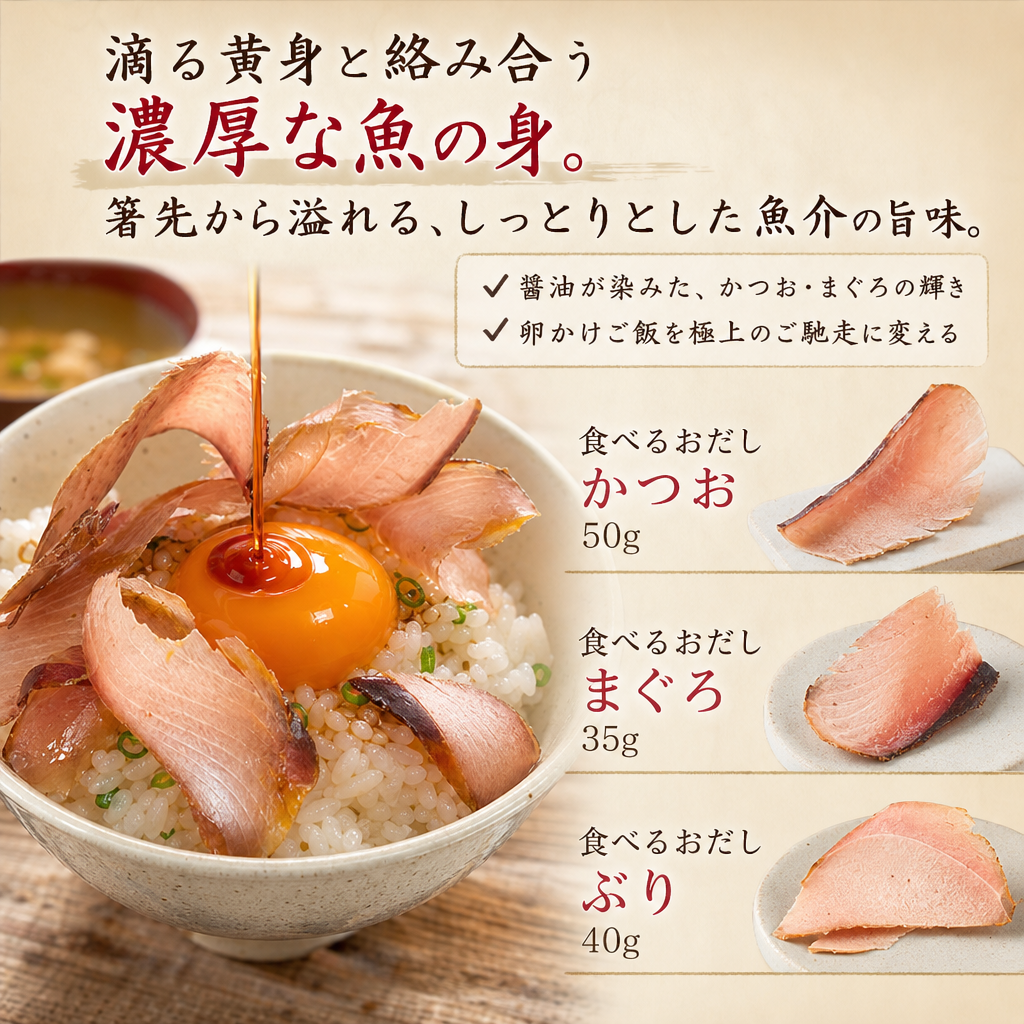 滴る黄身と絡み合う
濃厚な魚の身。
箸先から溢れる、しっとりとした魚介の旨味。
✓ 醤油が染みた、かつお・まぐろの輝き
✓ 卵かけご飯を極上のご馳走に変える
食べるおだし
かつお
50g
食べるおだし
まぐろ
35g
食べるおだし
ぶり
40g